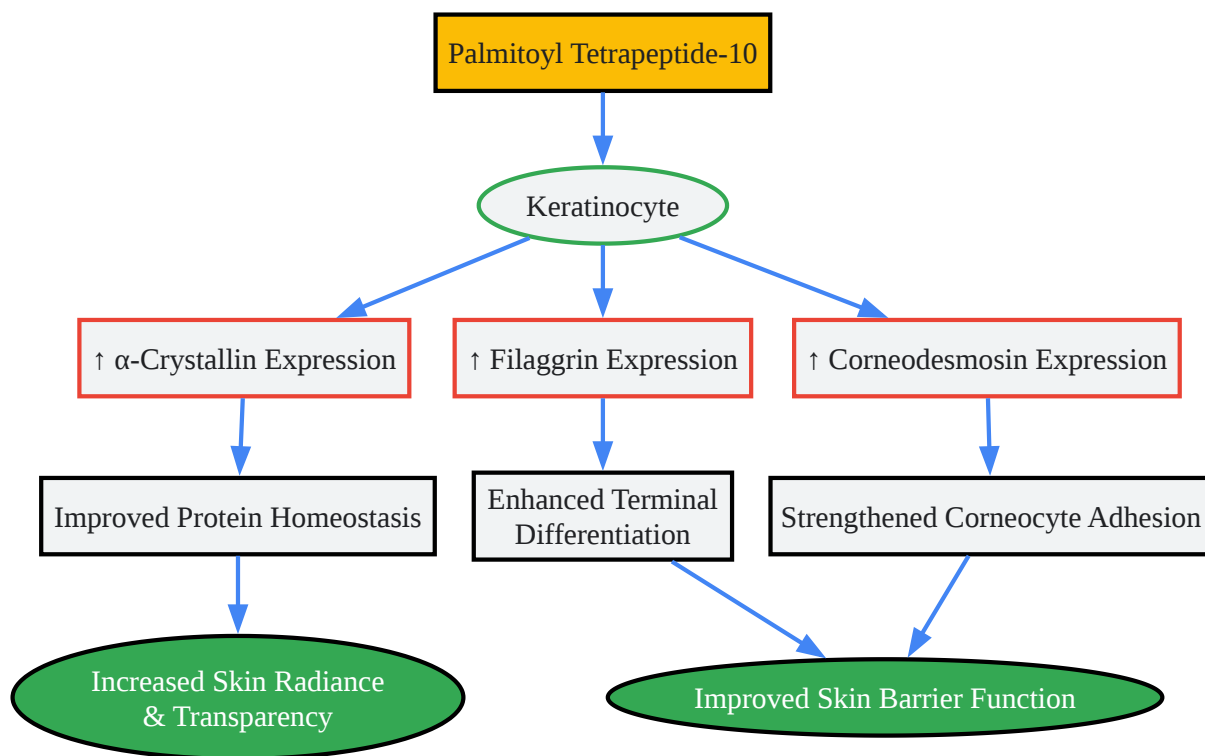 Palmitoyl Tetrapeptide-10
Keratinocyte
↑ α-Crystallin Expression
↑ Filaggrin Expression
↑ Corneodesmosin Expression
Improved Protein Homeostasis
Enhanced Terminal
Differentiation
Strengthened Corneocyte Adhesion
Increased Skin Radiance
& Transparency
Improved Skin Barrier Function